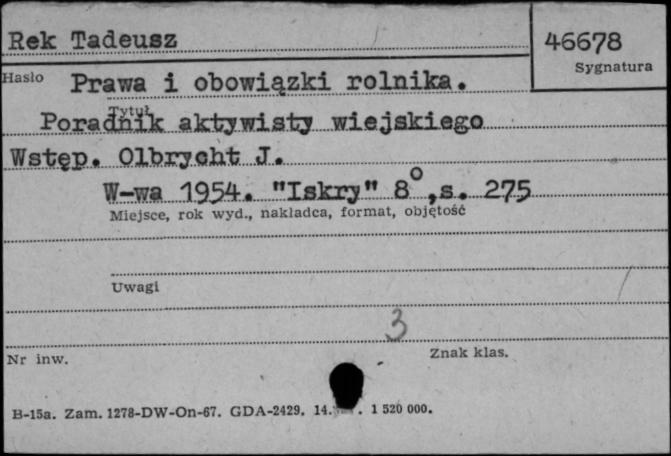 Rek Tadeusz
46678
Sygnatura
Hasło Prawa i obowiązki rolnika.
Tytuł
Poradnik aktywisty wiejskiego
Wstęp. Olbrycht J.
W-wa 1954. "Iskry" 8°,s. 275
Miejsce, rok wyd., nakładca, format, objętość
Uwagi
3
Nr inw.
Znak klas.
B-15a. Zam. 1278-DW-On-67. GDA-2429. 14. . 1 520 000.